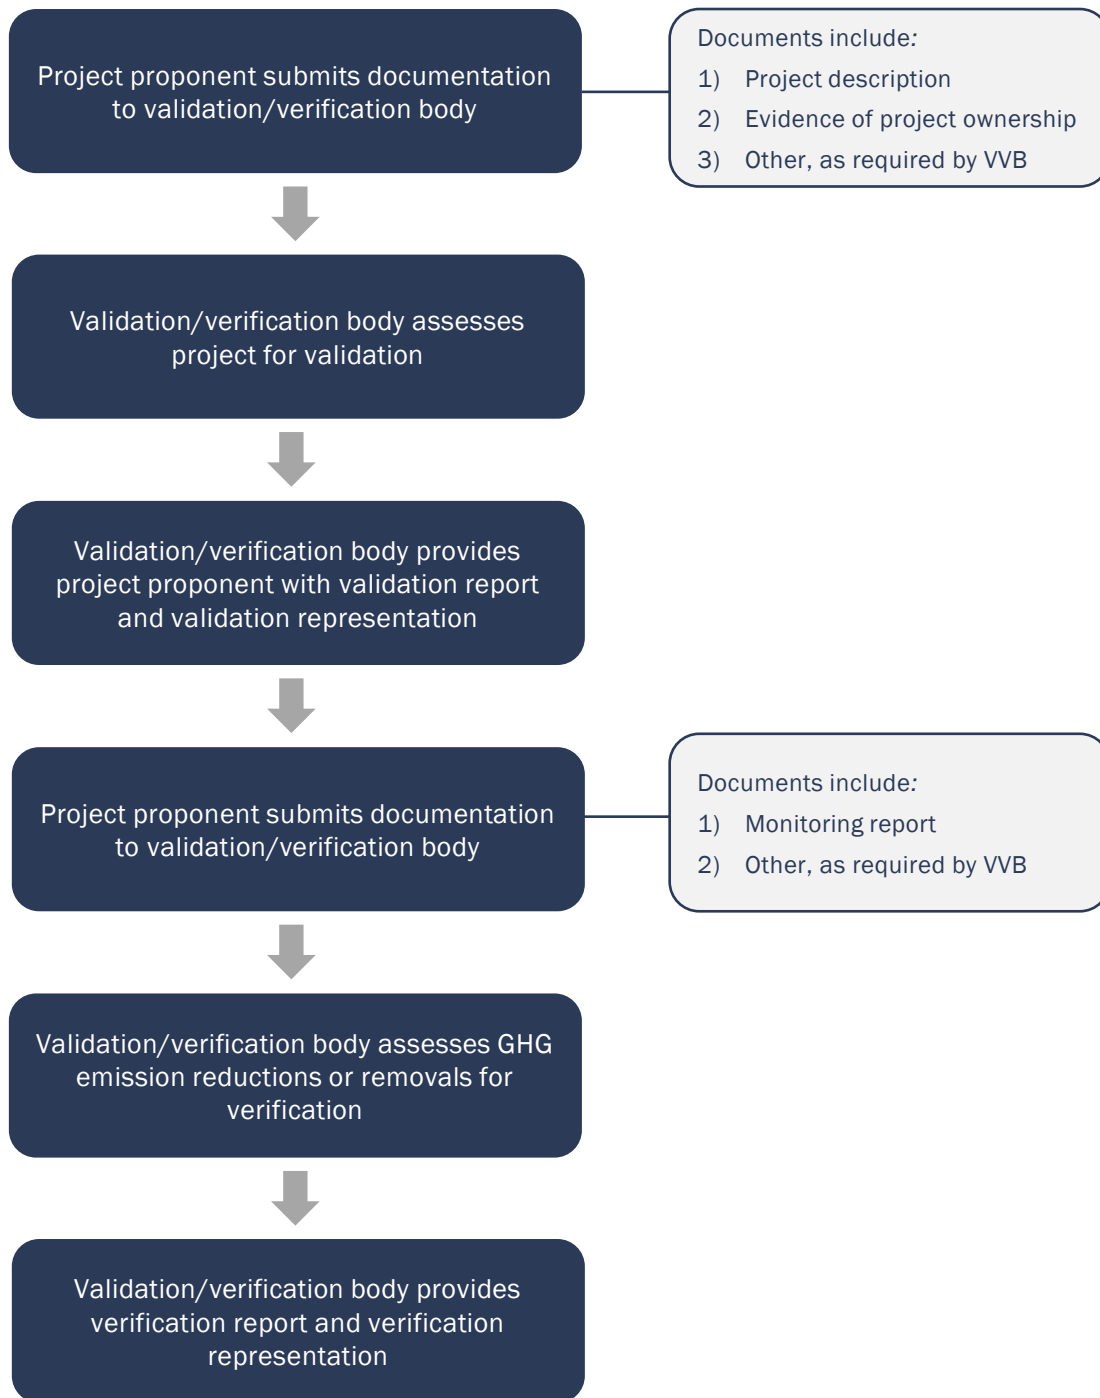 Project proponent submits documentation
to validation/verification body
Documents include:
1) Project description
2) Evidence of project ownership
3) Other, as required by VVB
Validation/verification body assesses
project for validation
Validation/verification body provides
project proponent with validation report
and validation representation
Project proponent submits documentation
to validation/verification body
Documents include:
1) Monitoring report
2) Other, as required by VVB
Validation/verification body assesses GHG
emission reductions or removals for
verification
Validation/verification body provides
verification report and verification
representation